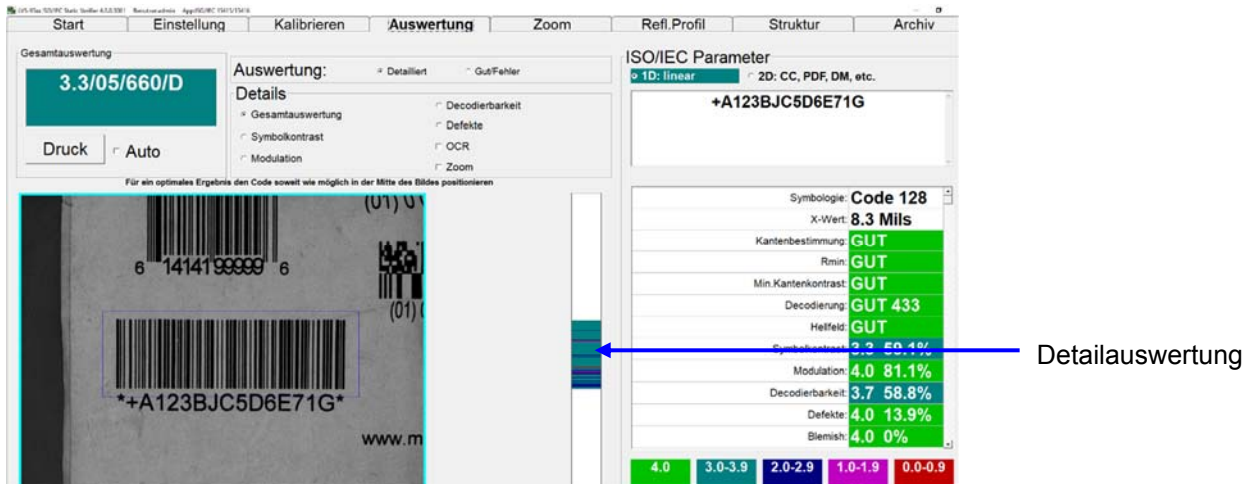 Start Einstellung Kalibrieren Auswertung Zoom Refl.Profil Struktur Archiv
Gesamtauswertung
3.3/05/660/D
Druck
Auto
Auswertung:
Detailliert
Gut/Fehler
Details
Gesamtauswertung
Symbolkontrast
Modulation
Decodierbarkeit
Defekte
OCR
Zoom
Für ein optimales Ergebnis den Code soweit wie möglich in der Mitte des Bildes positionieren
(01)
6 14141 99999 6
(01)
*+A123BJC5D6E71G*
www.m
ISO/IEC Parameter
1D: linear
2D: CC, PDF, DM, etc.
+A123BJC5D6E71G
Symbologie: Code 128
X-Wert: 8.3 Mils
Kantenbestimmung: GUT
Rmin: GUT
Min.Kantenkontrast: GUT
Decodierung: GUT 433
Hellfeld: GUT
Symbolkontrast: 3.3 59.1%
Modulation: 4.0 81.1%
Decodierbarkeit: 3.7 58.8%
Defekte: 4.0 13.9%
Blemish: 4.0 0%
4.0 3.0-3.9 2.0-2.9 1.0-1.9 0.0-0.9
Detailauswertung